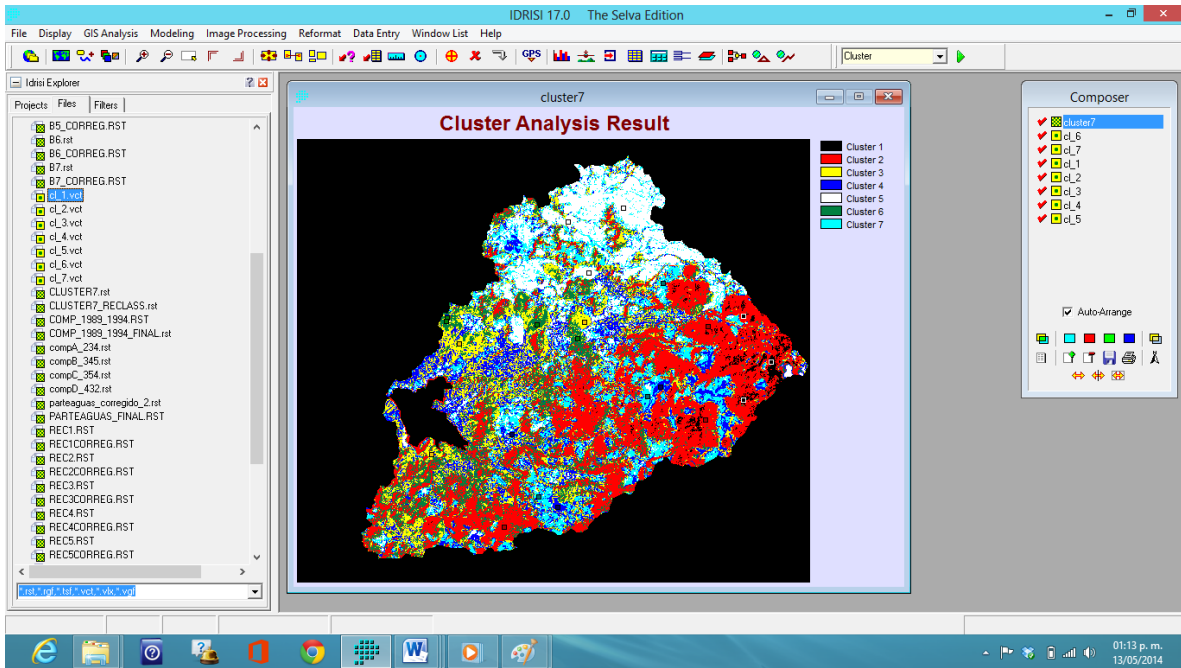 IDRISI 17.0 The Selva Edition
File Display GIS Analysis Modeling Image Processing Reformat Data Entry Window List Help
GPS
Cluster
Idrisi Explorer
Projects Files Filters
B5_CORREG.RST
B6.rst
B6_CORREG.RST
B7.rst
B7_CORREG.RST
cl_1.vct
cl_2.vct
cl_3.vct
cl_4.vct
cl_5.vct
cl_6.vct
cl_7.vct
CLUSTER7.rst
CLUSTER7_RECLASS.rst
COMP_1989_1994.RST
COMP_1989_1994_FINAL.rst
compA_234.rst
compB_345.rst
compC_354.rst
compD_432.rst
parteaguas_corregido_2.rst
PARTEAGUAS_FINAL.RST
REC1.RST
REC1CORREG.RST
REC2.RST
REC2CORREG.RST
REC3.RST
REC3CORREG.RST
REC4.RST
REC4CORREG.RST
REC5.RST
REC5CORREG.RST
*.rst,*.rgf,*.tsf,*.vct,*.vlx,*.vgf
cluster7
Cluster Analysis Result
Cluster 1
Cluster 2
Cluster 3
Cluster 4
Cluster 5
Cluster 6
Cluster 7
Composer
cluster7
cl_6
cl_7
cl_1
cl_2
cl_3
cl_4
cl_5
Auto-Arrange
01:13 p. m.
13/05/2014